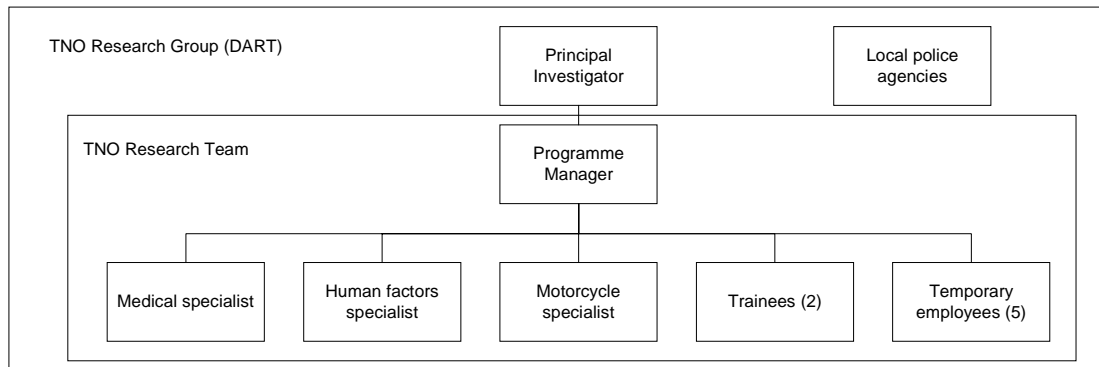 TNO Research Group (DART)
Principal
Investigator
Local police
agencies
TNO Research Team
Programme
Manager
Medical specialist
Human factors
specialist
Motorcycle
specialist
Trainees (2)
Temporary
employees (5)